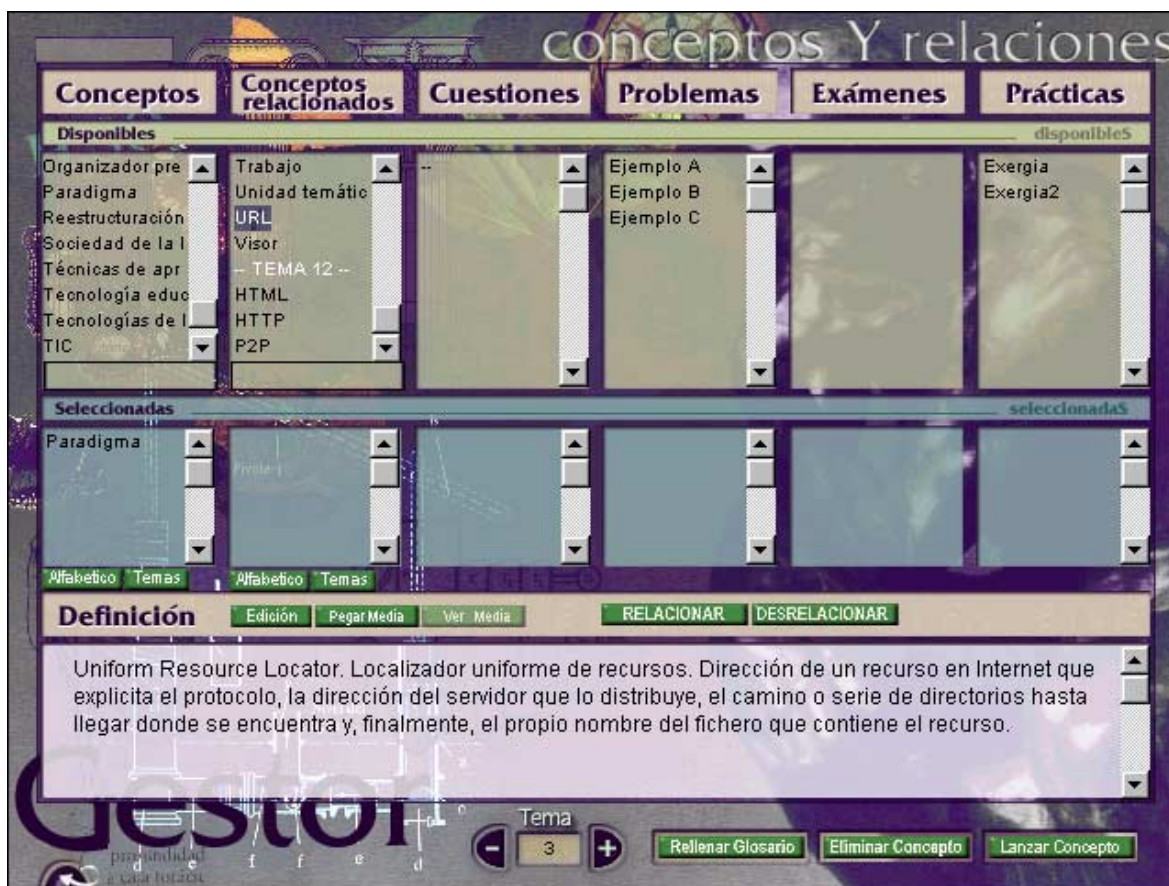 conceptos Y relaciones
Conceptos
Conceptos relacionados
Cuestiones
Problemas
Exámenes
Prácticas
Disponibles
disponibleS
Organizador pre
Paradigma
Reestructuración
Sociedad de la I
Técnicas de apr
Tecnología educ
Tecnologías de l
TIC
Trabajo
Unidad temátic
URL
Visor
-- TEMA 12 --
HTML
HTTP
P2P
--
Ejemplo A
Ejemplo B
Ejemplo C
Exergia
Exergia2
Seleccionadas
seleccionadaS
Paradigma
Alfabetico Temas
Alfabetico Temas
Definición
Edición
Pegar Media
Ver Media
RELACIONAR
DESRELACIONAR
Uniform Resource Locator. Localizador uniforme de recursos. Dirección de un recurso en Internet que
explicita el protocolo, la dirección del servidor que lo distribuye, el camino o serie de directorios hasta
llegar donde se encuentra y, finalmente, el propio nombre del fichero que contiene el recurso.
Gestor
profundidad
a caja torácic
d e f f e d
Tema
- 3 +
Rellenar Glosario
Eliminar Concepto
Lanzar Concepto